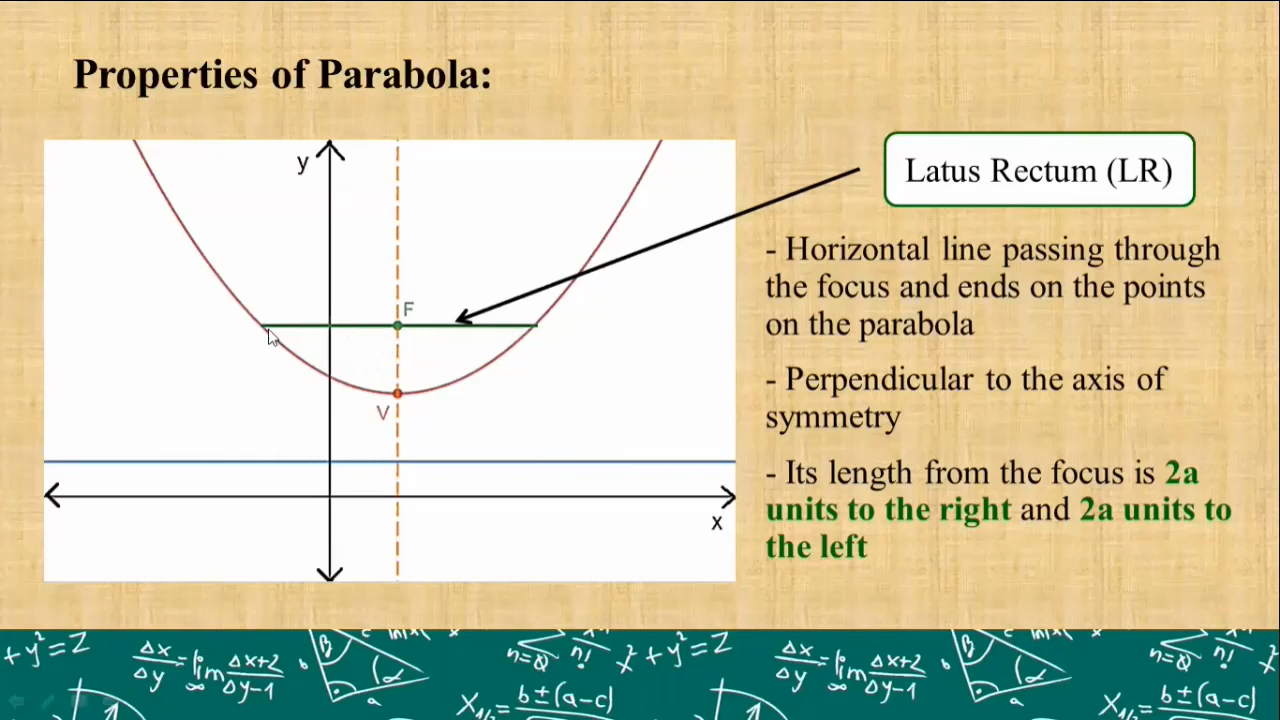 Properties of Parabola:
y
F
V
x
Latus Rectum (LR)
- Horizontal line passing through
the focus and ends on the points
on the parabola
- Perpendicular to the axis of
symmetry
- Its length from the focus is 2a
units to the right and 2a units to
the left